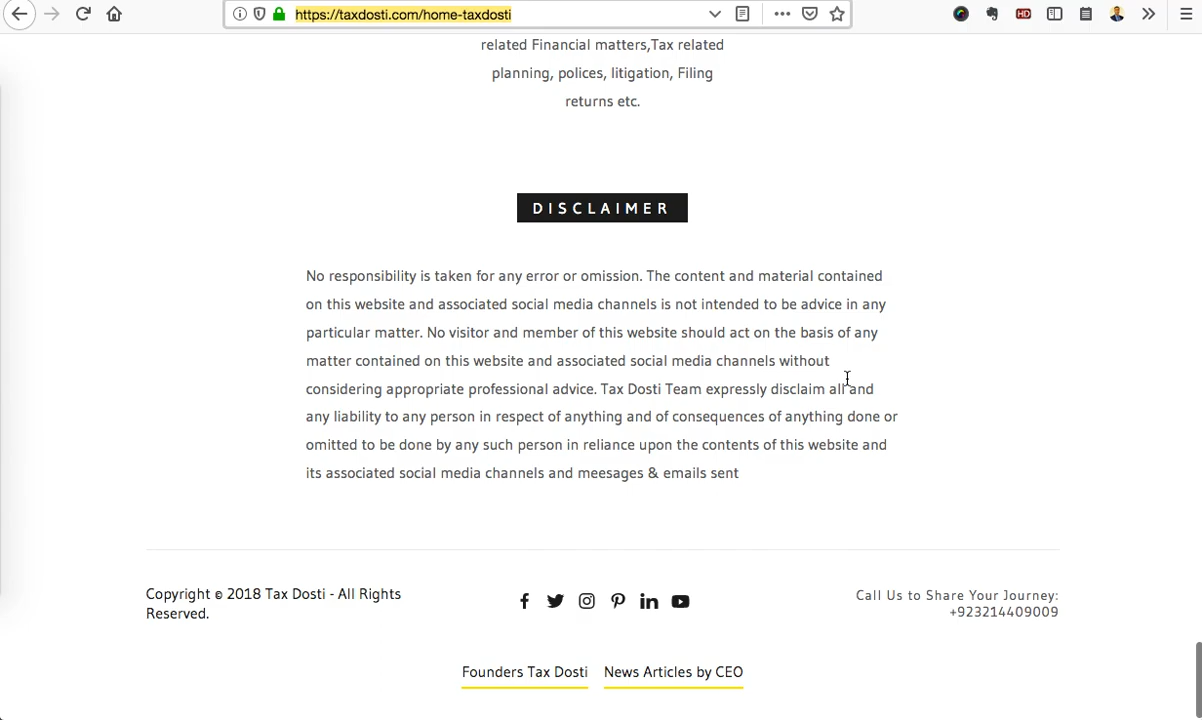 https://taxdosti.com/home-taxdosti
HD
related Financial matters,Tax related
planning, polices, litigation, Filing
returns etc.
DISCLAIMER
No responsibility is taken for any error or omission. The content and material contained
on this website and associated social media channels is not intended to be advice in any
particular matter. No visitor and member of this website should act on the basis of any
matter contained on this website and associated social media channels without
considering appropriate professional advice. Tax Dosti Team expressly disclaim all and
any liability to any person in respect of anything and of consequences of anything done or
omitted to be done by any such person in reliance upon the contents of this website and
its associated social media channels and meesages & emails sent
Copyright © 2018 Tax Dosti - All Rights
Reserved.
Call Us to Share Your Journey:
+923214409009
Founders Tax Dosti News Articles by CEO